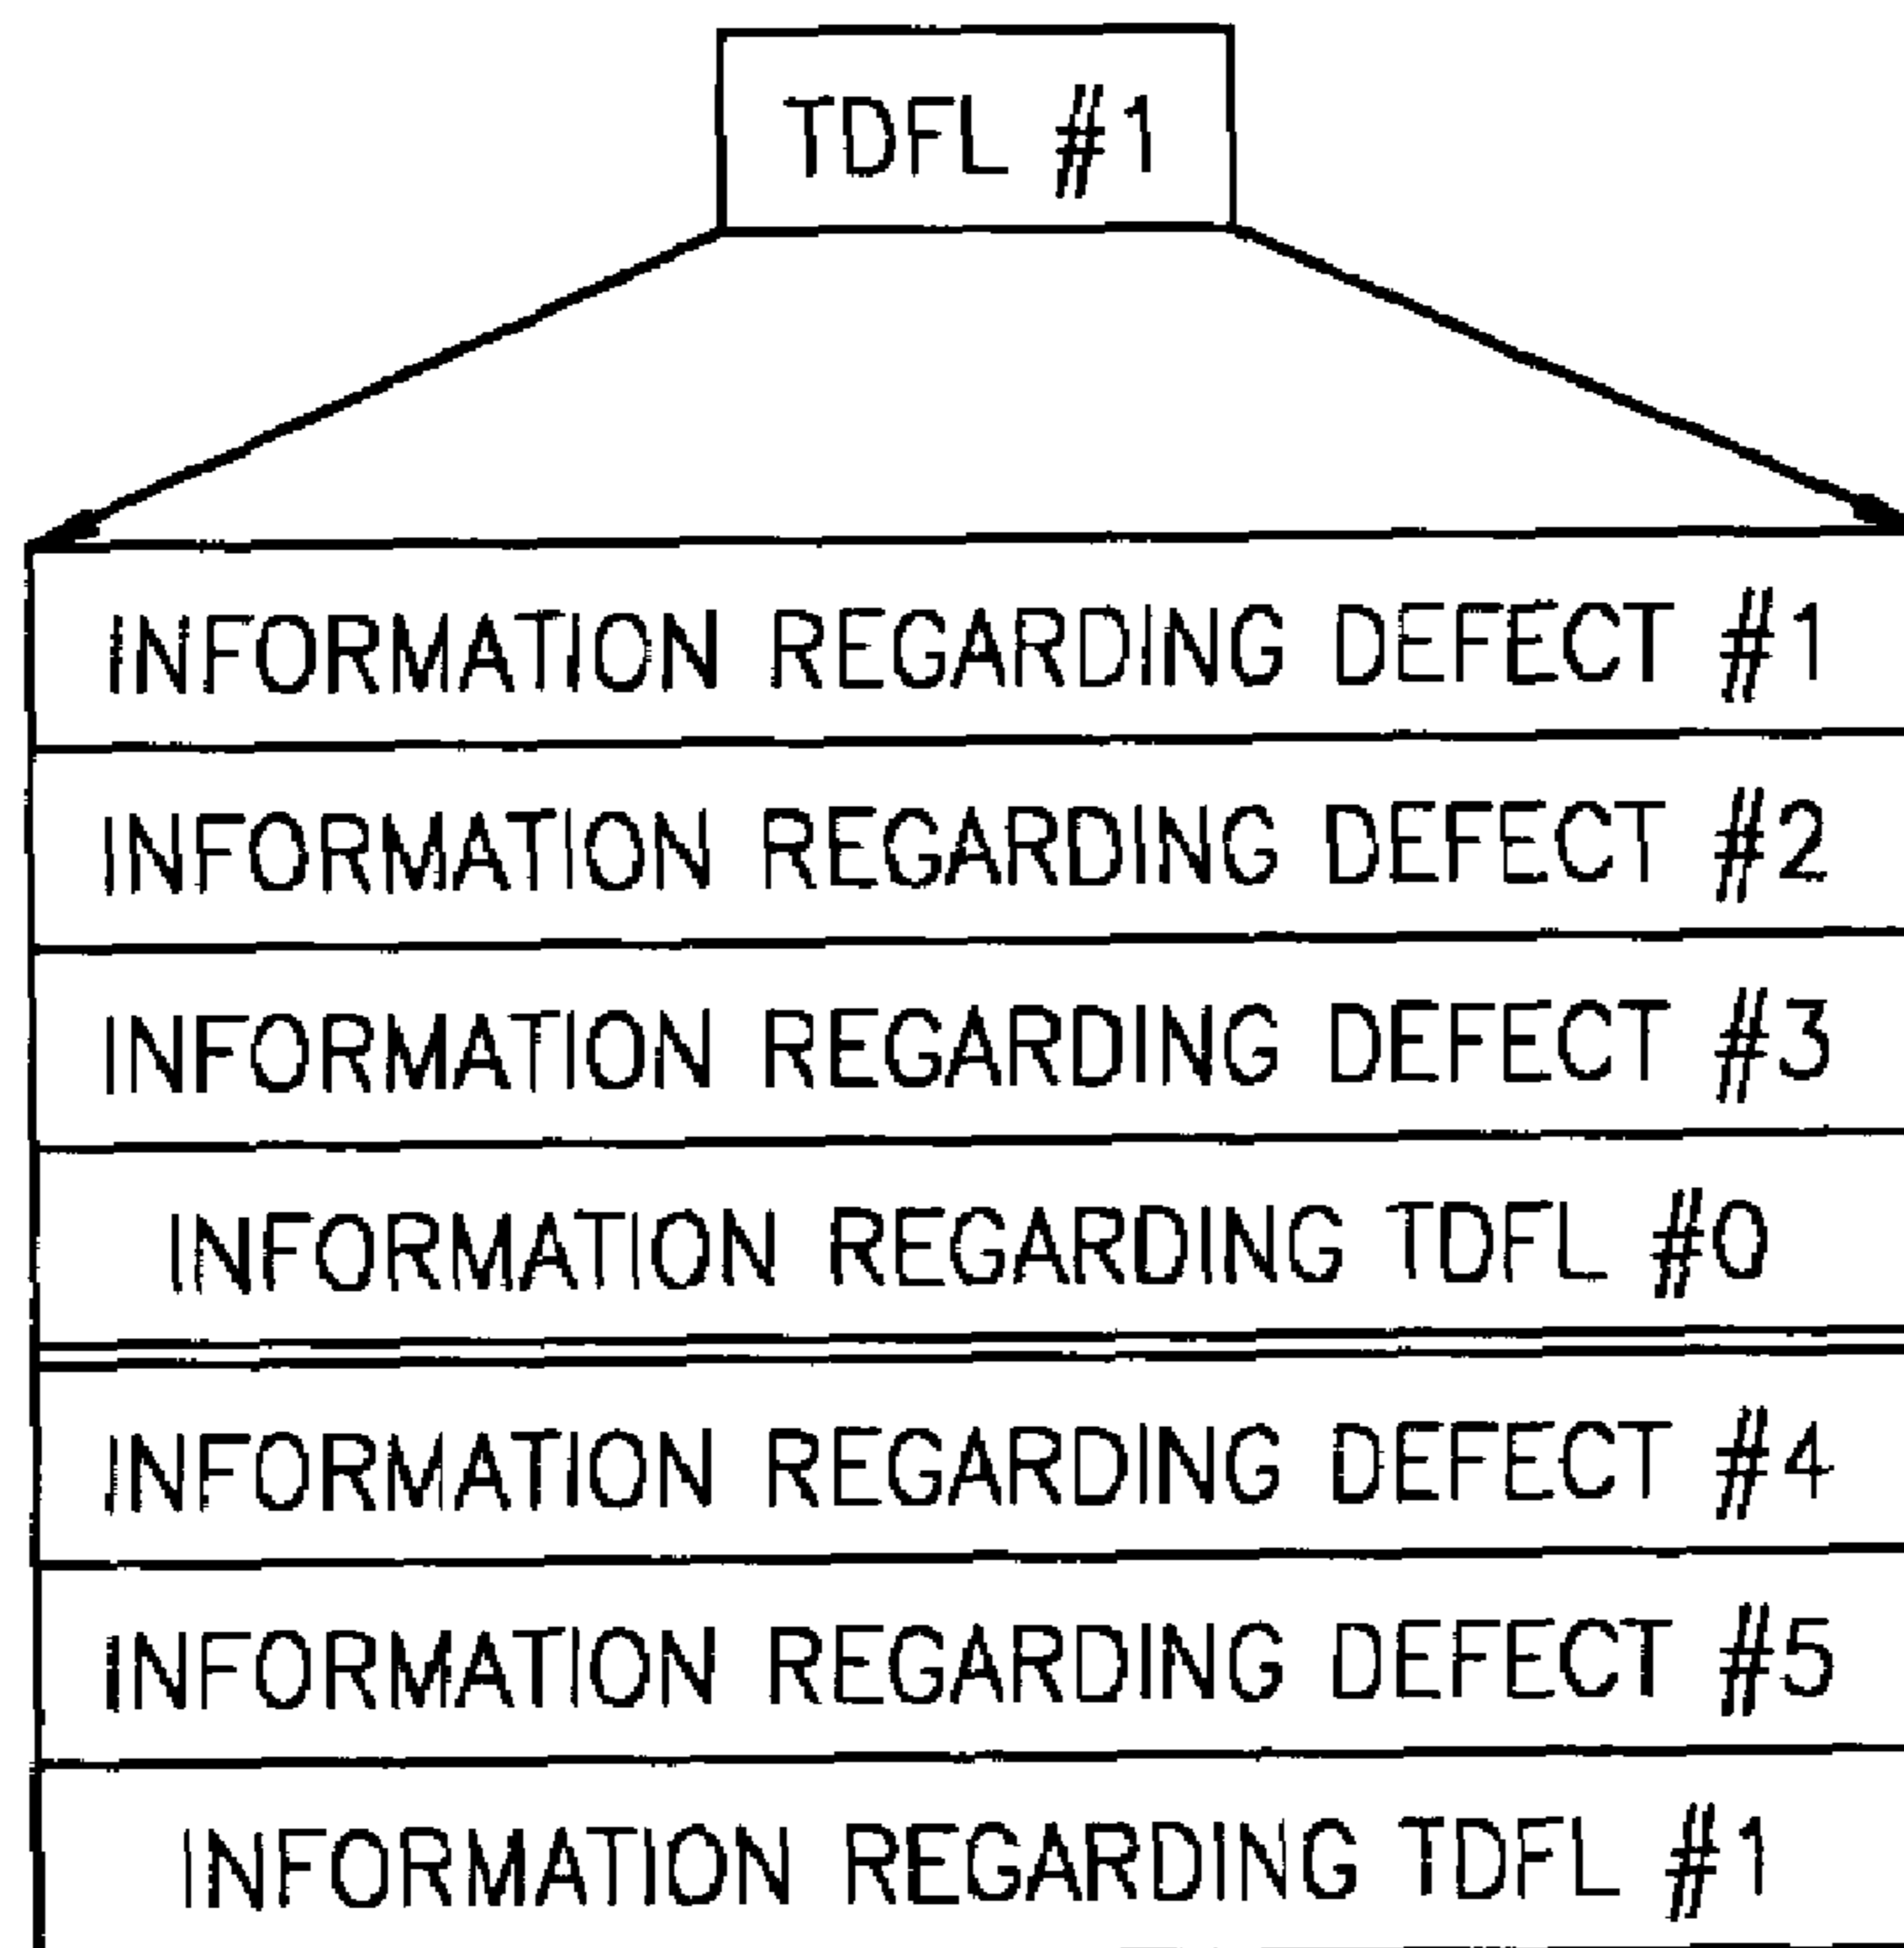 TDFL #1
INFORMATION REGARDING DEFECT #1
INFORMATION REGARDING DEFECT #2
INFORMATION REGARDING DEFECT #3
INFORMATION REGARDING TDFL #0
INFORMATION REGARDING DEFECT #4
INFORMATION REGARDING DEFECT #5
INFORMATION REGARDING TDFL #1